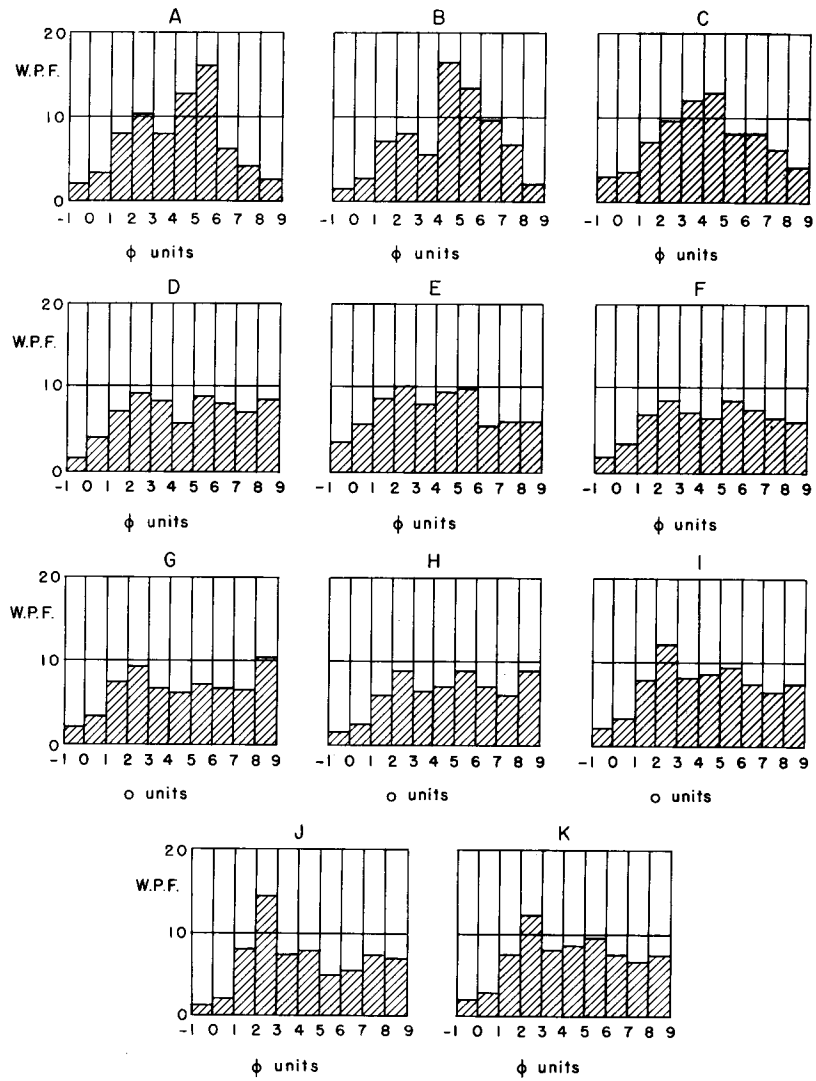 A B C
20
W.P.F.
10
0
-1 0 1 2 3 4 5 6 7 8 9 -1 0 1 2 3 4 5 6 7 8 9 -1 0 1 2 3 4 5 6 7 8 9
ϕ units ϕ units ϕ units
D E F
20
W.P.F.
10
0
-1 0 1 2 3 4 5 6 7 8 9 -1 0 1 2 3 4 5 6 7 8 9 -1 0 1 2 3 4 5 6 7 8 9
ϕ units ϕ units ϕ units
G H I
20
W.P.F.
10
0
-1 0 1 2 3 4 5 6 7 8 9 -1 0 1 2 3 4 5 6 7 8 9 -1 0 1 2 3 4 5 6 7 8 9
o units o units o units
J K
20
W.P.F.
10
0
-1 0 1 2 3 4 5 6 7 8 9 -1 0 1 2 3 4 5 6 7 8 9
ϕ units ϕ units